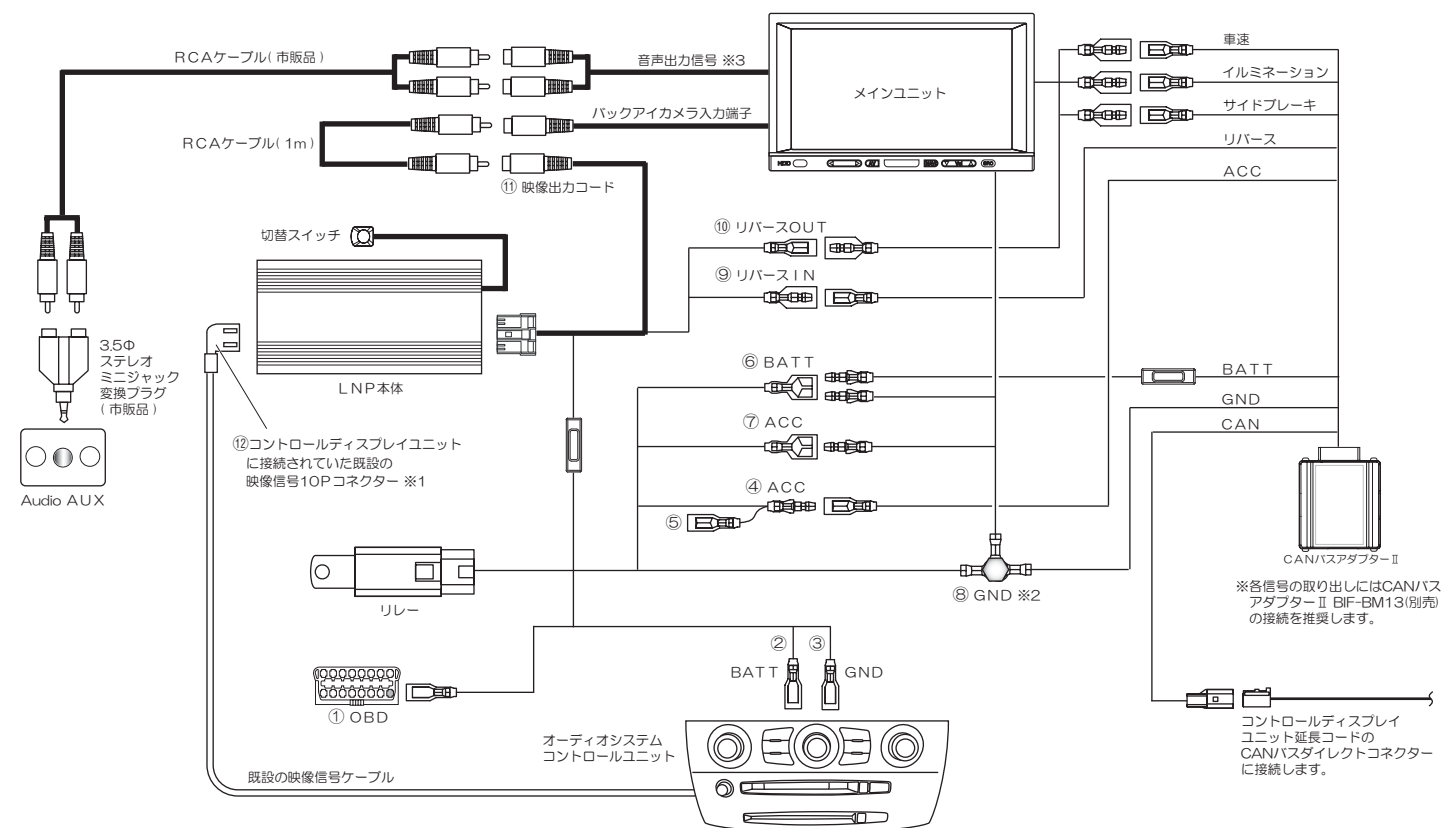 RCAケーブル(市販品)
音声出力信号 ※3
メインユニット
車速
イルミネーション
サイドブレーキ
リバース
ACC
バックアイカメラ入力端子
RCAケーブル(1m)
⑪ 映像出力コード
HDD
AV
切替スイッチ
⑩ リバースOUT
⑨ リバースIN
3.5Φ
ステレオ
ミニジャック
変換プラグ
(市販品)
LNP本体
⑥ BATT
BATT
GND
CAN
⑦ ACC
⑫コントロールディスプレイユニット
に接続されていた既設の
映像信号10Pコネクター ※1
Audio AUX
④ ACC
⑤
CANバスアダプターⅡ
※各信号の取り出しにはCANバス
アダプターⅡ BIF-BM13(別売)
の接続を推奨します。
⑧ GND ※2
リレー
②
③
BATT
GND
① OBD
オーディオシステム
コントロールユニット
コントロールディスプレイ
ユニット延長コードの
CANバスダイレクトコネクター
に接続します。
既設の映像信号ケーブル